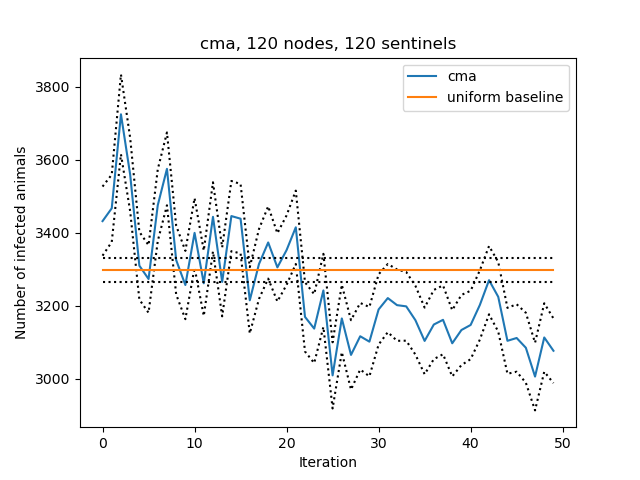 cma, 120 nodes, 120 sentinels
cma
uniform baseline
Number of infected animals
3800
3600
3400
3200
3000
0 10 20 30 40 50
Iteration